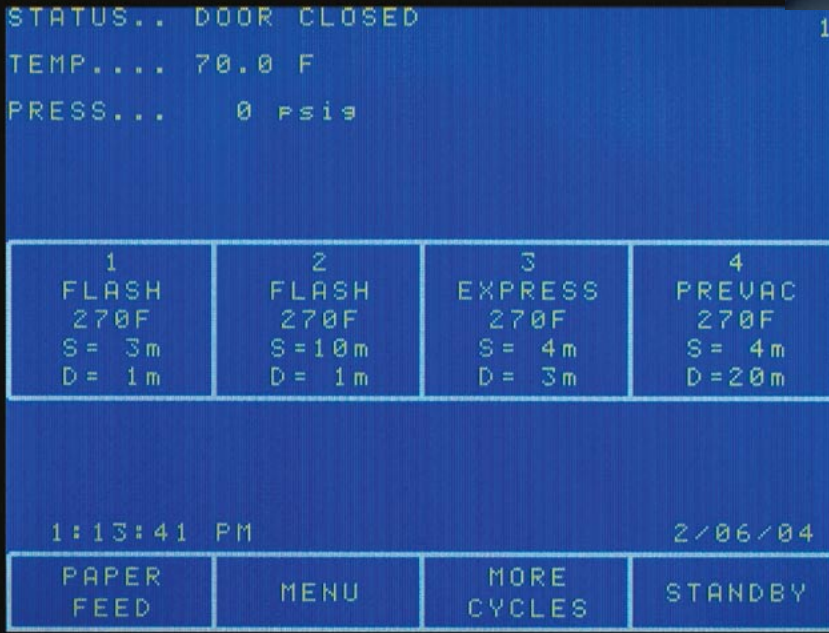 STATUS.. DOOR CLOSED
1
TEMP.... 70.0 F
PRESS... 0 psig
1
FLASH
270F
S= 3m
D= 1m
2
FLASH
270F
S=10m
D= 1m
3
EXPRESS
270F
S= 4m
D= 3m
4
PREVAC
270F
S= 4m
D=20m
1:13:41 PM
2/06/04
PAPER
FEED
MENU
MORE
CYCLES
STANDBY